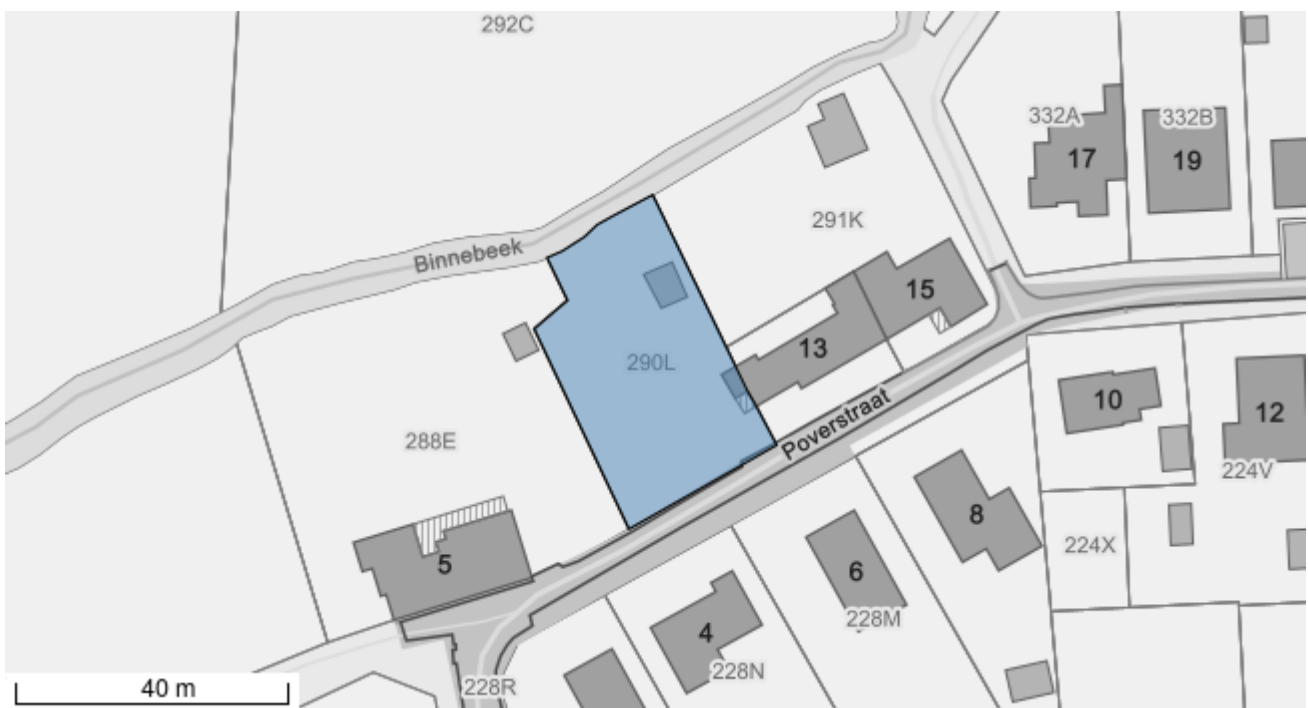 292C
332A
332B
17
19
291K
Binnebeek
15
290L
13
10
Poverstraat
12
288E
224V
8
224X
5
6
228M
4
228N
228R
40 m